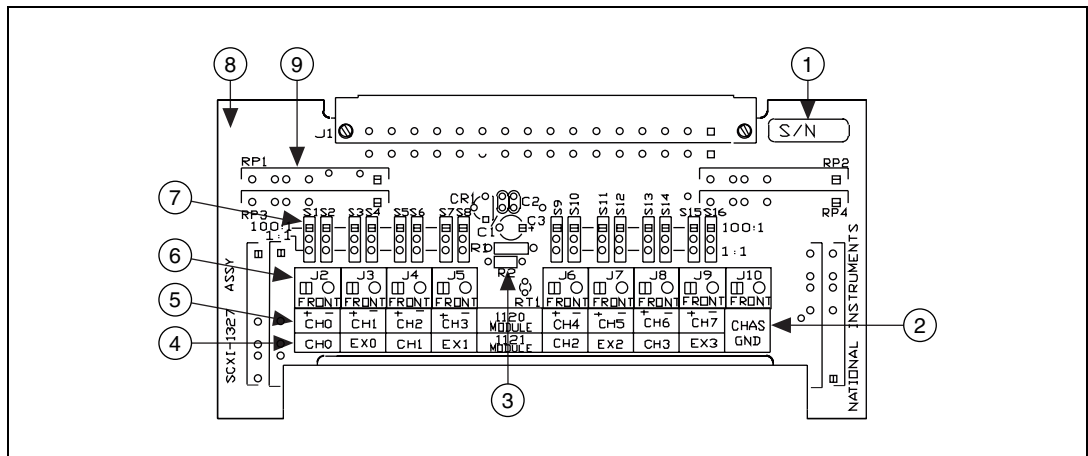 8 9 1
J1 S/N
RP1 RP2
RP3 RP4
7 S1 S2 S3 S4 S5 S6 S7 S8 CR1 C2 S9 S10 S11 S12 S13 S14 S15 S16
100:1 C1 C3 + 100:1
1:1 R1 1:1
R2
6 J2 J3 J4 J5 J6 J7 J8 J9 J10
FRONT FRONT FRONT FRONT RT1 FRONT FRONT FRONT FRONT FRONT
5 + - CH0 + - CH1 + - CH2 + - CH3 1120 MODULE + - CH4 + - CH5 + - CH6 + - CH7 CHAS GND 2
4 CH0 EX0 CH1 EX1 1121 MODULE CH2 EX2 CH3 EX3
3
SCXI-1327 ASSY
NATIONAL INSTRUMENTS